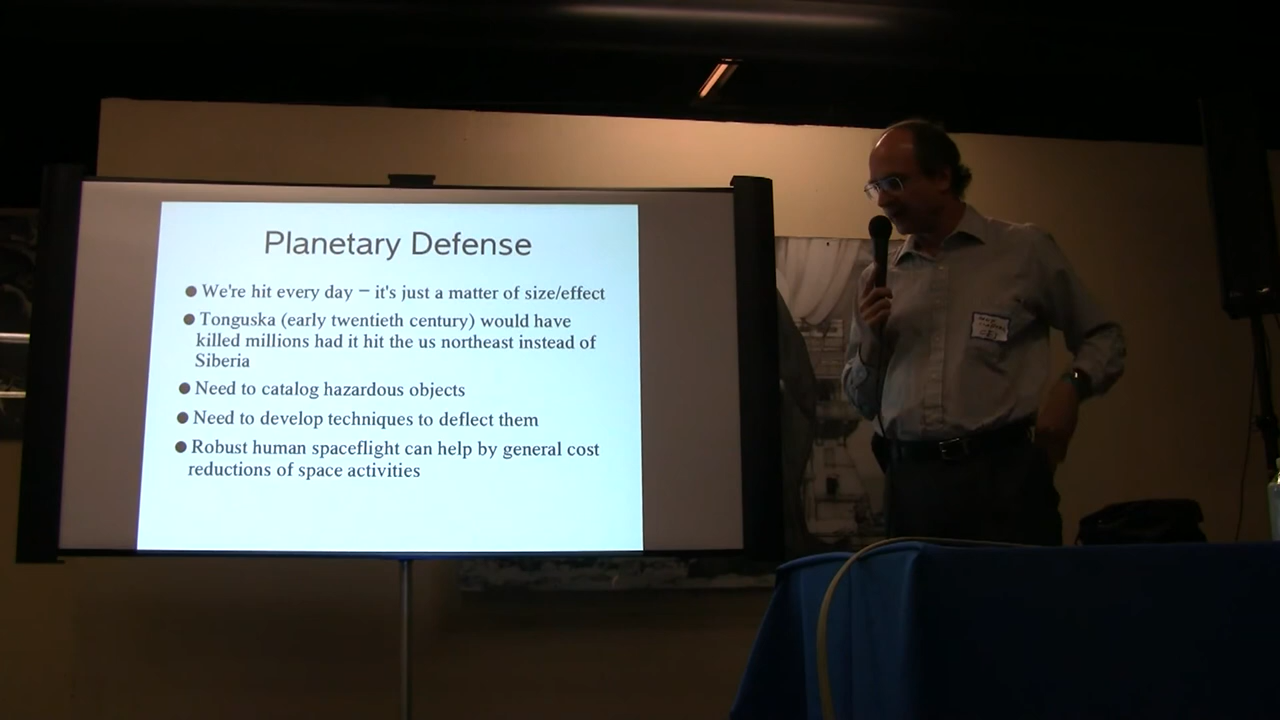 Planetary Defense
● We're hit every day – it's just a matter of size/effect
● Tonguska (early twentieth century) would have
killed millions had it hit the us northeast instead of
Siberia
● Need to catalog hazardous objects
● Need to develop techniques to deflect them
● Robust human spaceflight can help by general cost
reductions of space activities